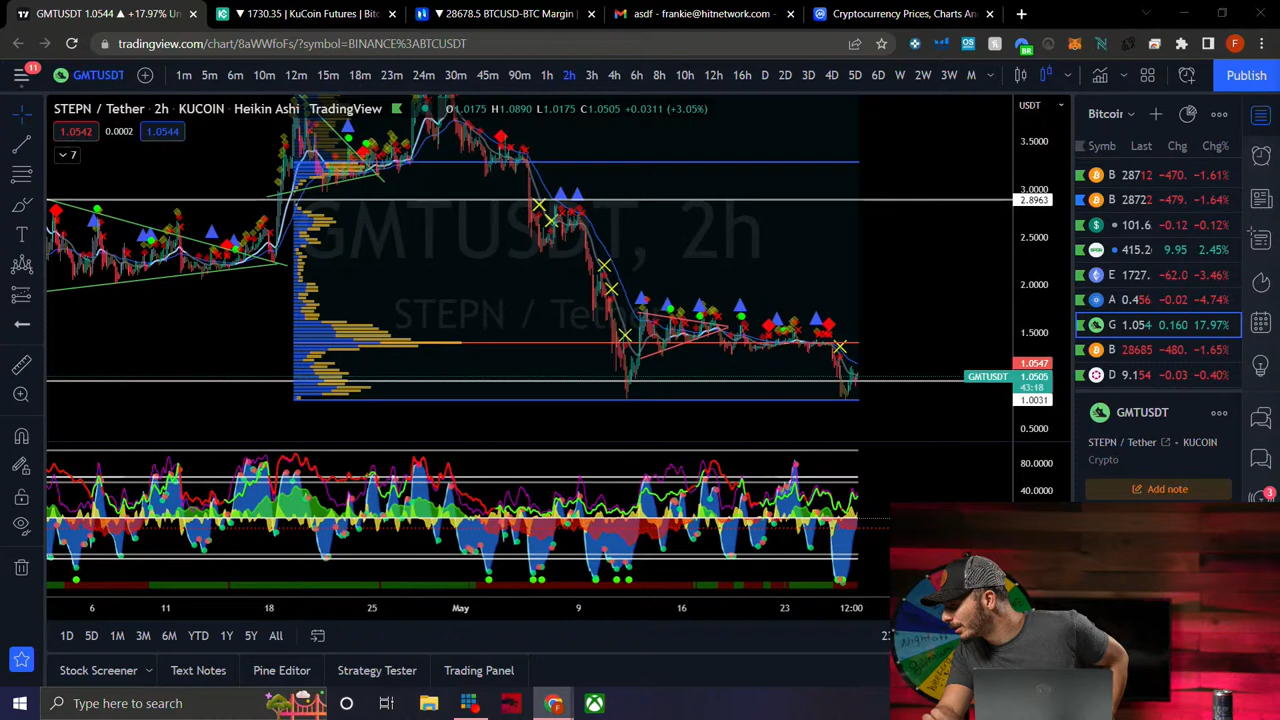 GMTUSDT 1.0544 ▲ +17.97% Un
▼ 1730.35 | KuCoin Futures | Bitc
▼ 28678.5 BTCUSD-BTC Margin |
asdf - frankie@hitnetwork.com -
Cryptocurrency Prices, Charts An
tradingview.com/chart/8aWWfoFs/?symbol=BINANCE%3ABTCUSDT
11
GMTUSDT
1m 5m 6m 10m 12m 15m 18m 23m 24m 30m 45m 90m 1h 2h 3h 4h 6h 8h 10h 12h 16h D 2D 3D 4D 5D 6D W 2W 3W M
Publish
STEPN / Tether · 2h · KUCOIN · Heikin Ashi · TradingView
O1.0175 H1.0890 L1.0175 C1.0505 +0.0311 (+3.05%)
1.0542 0.0002 1.0544
7
GMTUSDT, 2h
STEPN / Tether
USDT
3.5000
3.0000
2.8963
2.5000
2.0000
1.5000
1.0547
GMTUSDT 1.0505
43:18
1.0031
0.5000
80.0000
40.0000
6 11 18 25 May 9 16 23 12:00
Bitcoir
Symb Last Chg Chg%
B 28712 -470. -1.61%
B 28722 -479. -1.64%
$ 101.6 -0.12 -0.12%
415.2 9.95 2.45%
E 1727. -62.0 -3.46%
A 0.456 -0.02 -4.74%
G 1.054 0.160 17.97%
B 28685 -480. -1.65%
D 9.154 -0.03 -0.40%
GMTUSDT
STEPN / Tether · KUCOIN
Crypto
Add note
3
1D 5D 1M 3M 6M YTD 1Y 5Y All
Stock Screener Text Notes Pine Editor Strategy Tester Trading Panel
Type here to search